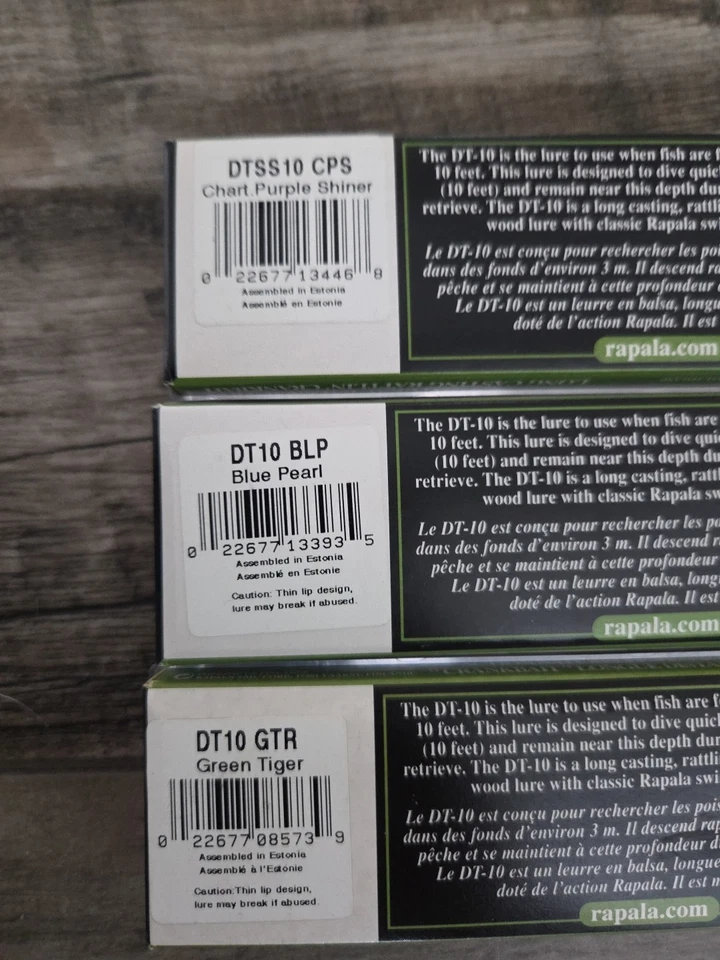 DTSS10 CPS
Chart.Purple Shiner
0 22677 13446 8
Assembled in Estonia
Assemblé en Estonie
The DT-10 is the lure to use when fish are
10 feet. This lure is designed to dive
(10 feet) and remain near this depth
retrieve. The DT-10 is a long casting,
wood lure with classic Rapala
Le DT-10 est conçu pour rechercher les
dans des fonds d'environ 3 m. Il descend
pêche et se maintient à cette profondeur
Le DT-10 est un leurre en balsa,
doté de l'action Rapala. Il est
rapala.com
DT10 BLP
Blue Pearl
0 22677 13393 5
Assembled in Estonia
Assemblé en Estonie
Caution: Thin lip design,
lure may break if abused.
The DT-10 is the lure to use when fish are
10 feet. This lure is designed to dive
(10 feet) and remain near this depth
retrieve. The DT-10 is a long casting,
wood lure with classic Rapala
Le DT-10 est conçu pour rechercher les
dans des fonds d'environ 3 m. Il descend
pêche et se maintient à cette profondeur
Le DT-10 est un leurre en balsa,
doté de l'action Rapala. Il est
rapala.com
DT10 GTR
Green Tiger
0 22677 08573 9
Assembled in Estonia
Assemblé à l'Estonie
Caution:Thin lip design,
lure may break if abused.
The DT-10 is the lure to use when fish are
10 feet. This lure is designed to dive
(10 feet) and remain near this depth
retrieve. The DT-10 is a long casting,
wood lure with classic Rapala
Le DT-10 est conçu pour rechercher les
dans des fonds d'environ 3 m. Il descend
pêche et se maintient à cette profondeur
Le DT-10 est un leurre en balsa,
doté de l'action Rapala. Il est
rapala.com